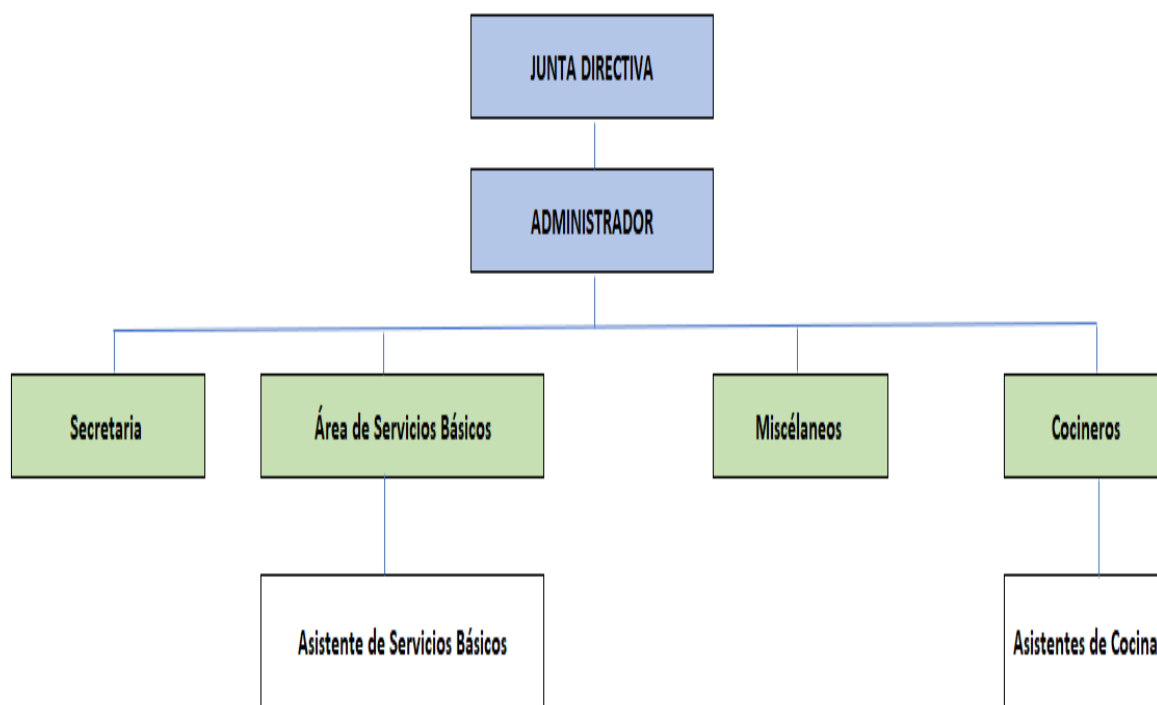 JUNTA DIRECTIVA
ADMINISTRADOR
Secretaria
Área de Servicios Básicos
Miscélaneos
Cocineros
Asistente de Servicios Básicos
Asistentes de Cocina